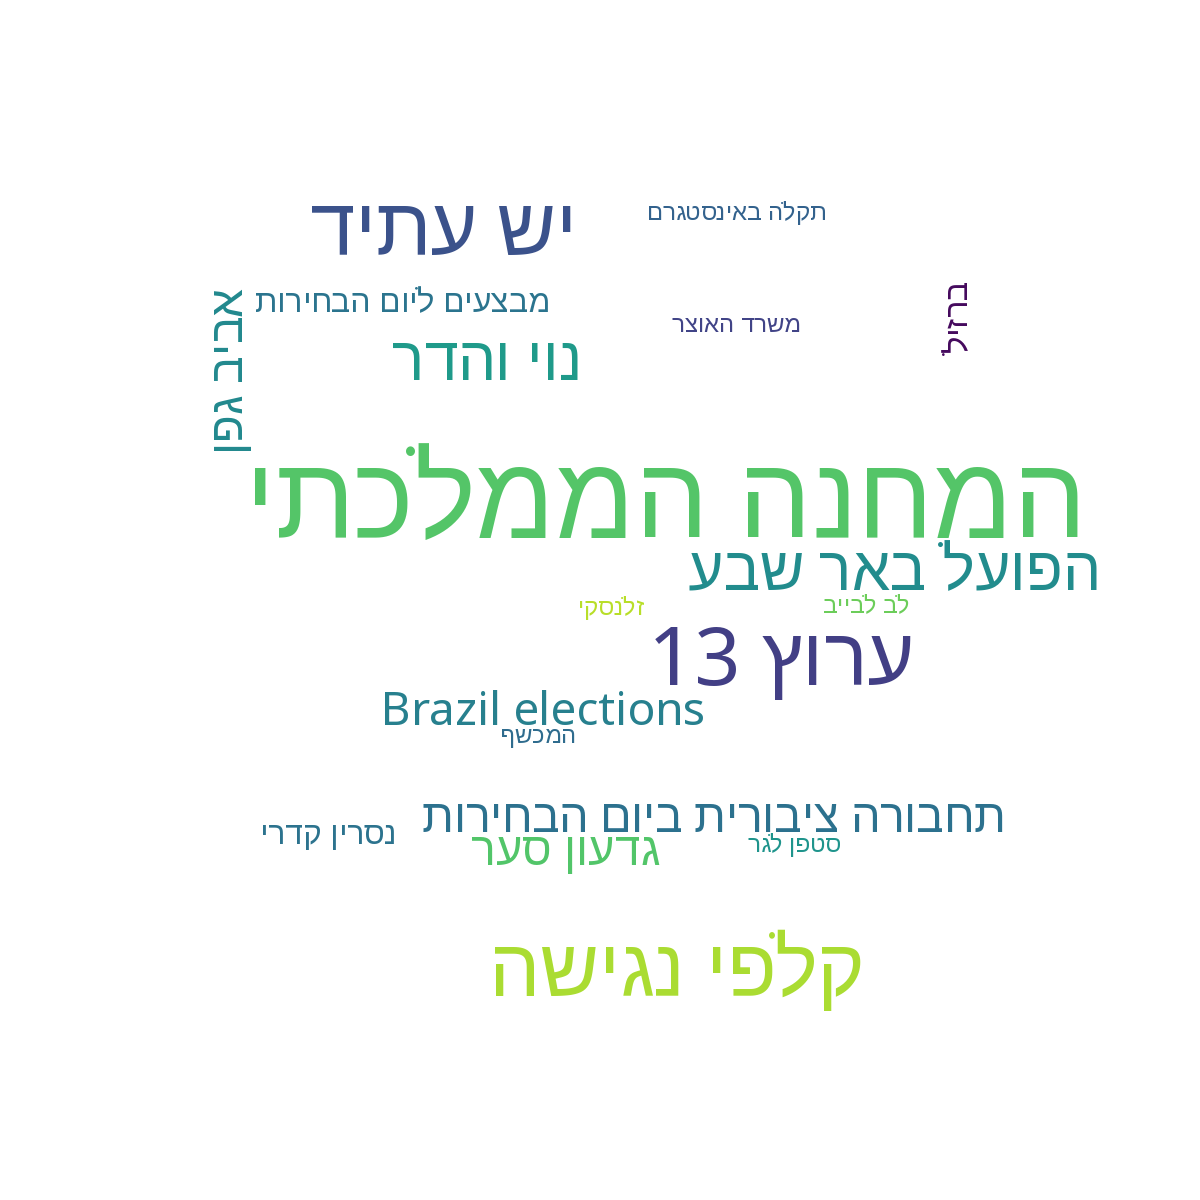 יש עתיד
תקלה באינסטגרם
מבצעים ליום הבחירות
אביב גפן
ברזיל
משרד האוצר
נוי והדר
המחנה הממלכתי
הפועל באר שבע
זלנסקי
לב לבייב
ערוץ 13
Brazil elections
המכשף
תחבורה ציבורית ביום הבחירות
נסרין קדרי
גדעון סער
סטפן לגר
קלפי נגישה